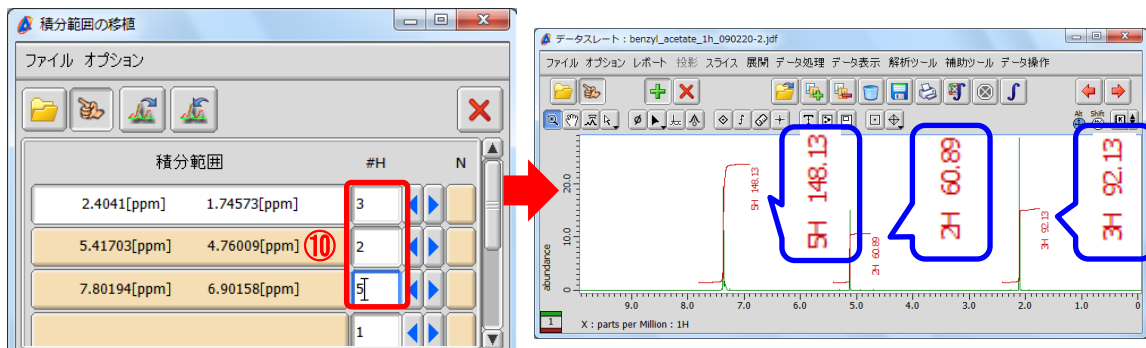 積分範囲の移植
ファイル オプション
積分範囲 #H N
2.4041[ppm] 1.74573[ppm] 3
5.41703[ppm] 4.76009[ppm] ⑩ 2
7.80194[ppm] 6.90158[ppm] 5
1
データスレート : benzyl_acetate_1h_090220-2.jdf
ファイル オプション レポート 投影 スライス 展開 データ処理 データ表示 解析ツール 補助ツール データ操作
Alt Shift
5H 148.13
2H 60.89
3H 92.13
5H 148.13
2H 60.89
3H 92.13
abundance
20.0
10.0
0
9.0 8.0 7.0 6.0 5.0 4.0 3.0 2.0 1.0 0
1
X : parts per Million : 1H